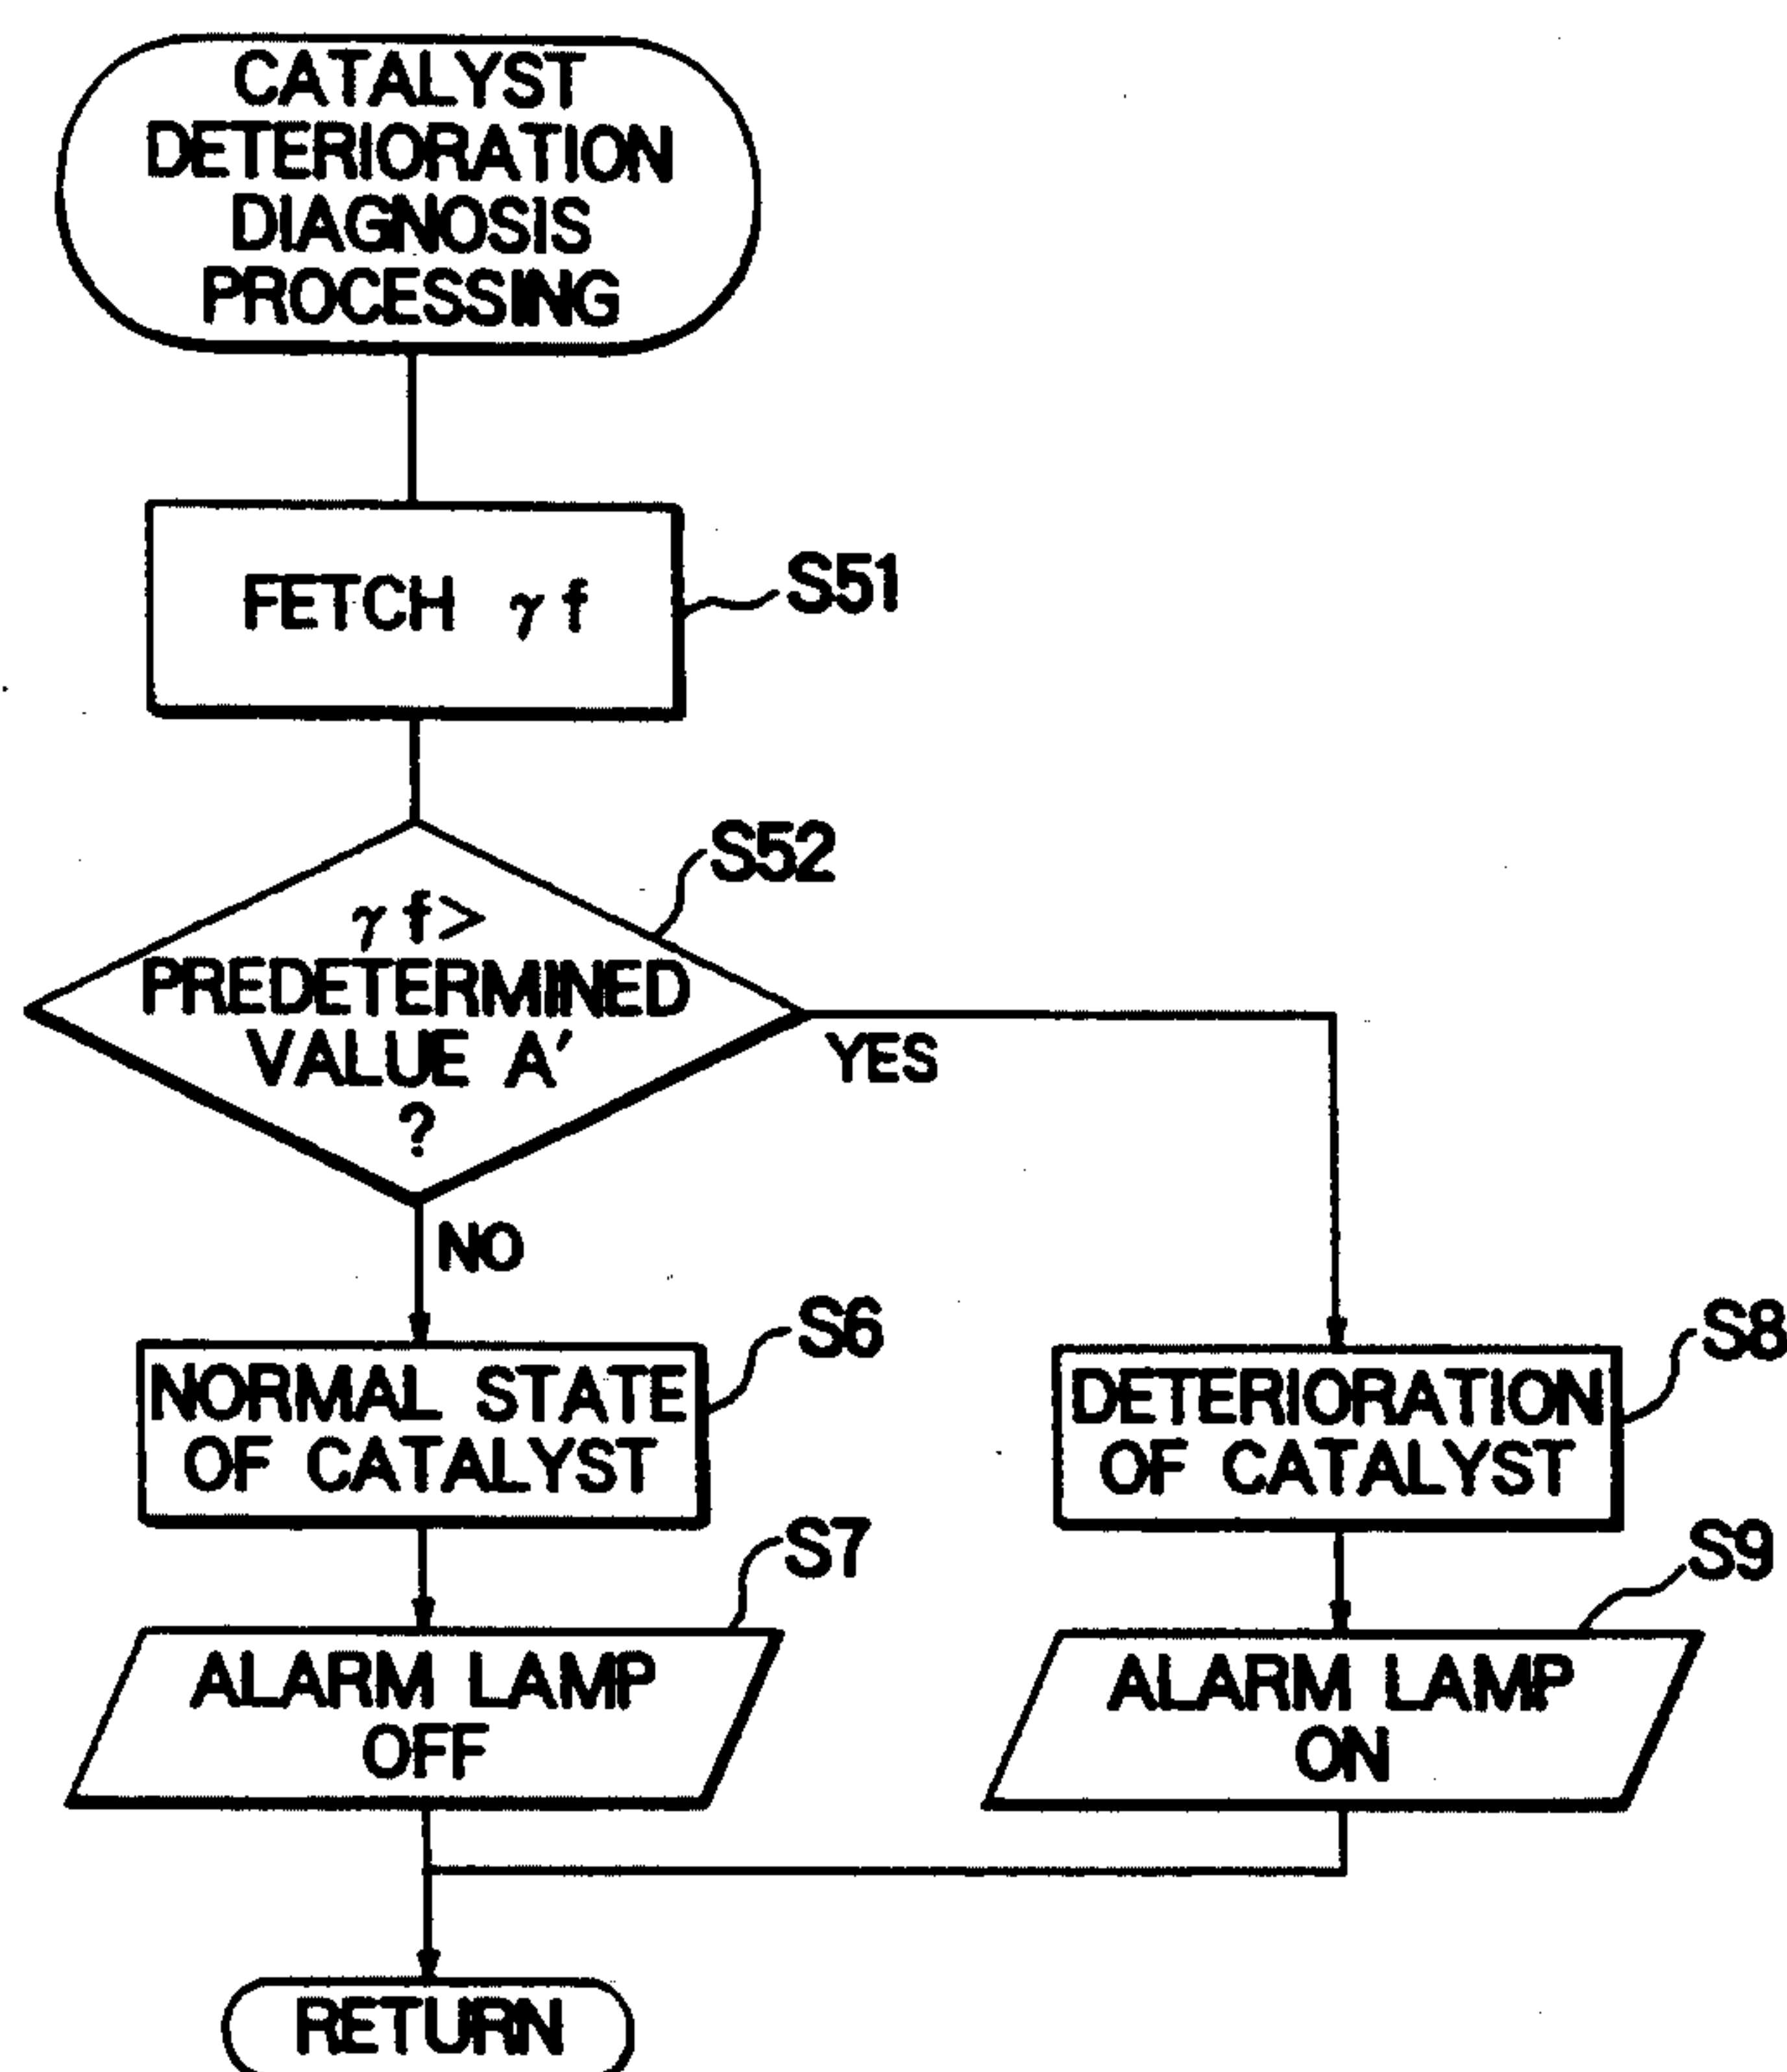 CATALYST
DETERIORATION
DIAGNOSIS
PROCESSING
FETCH γf
S51
S52
γf>
PREDETERMINED
VALUE A'
?
YES
NO
S6
NORMAL STATE
OF CATALYST
S8
DETERIORATION
OF CATALYST
S7
ALARM LAMP
OFF
S9
ALARM LAMP
ON
RETURN